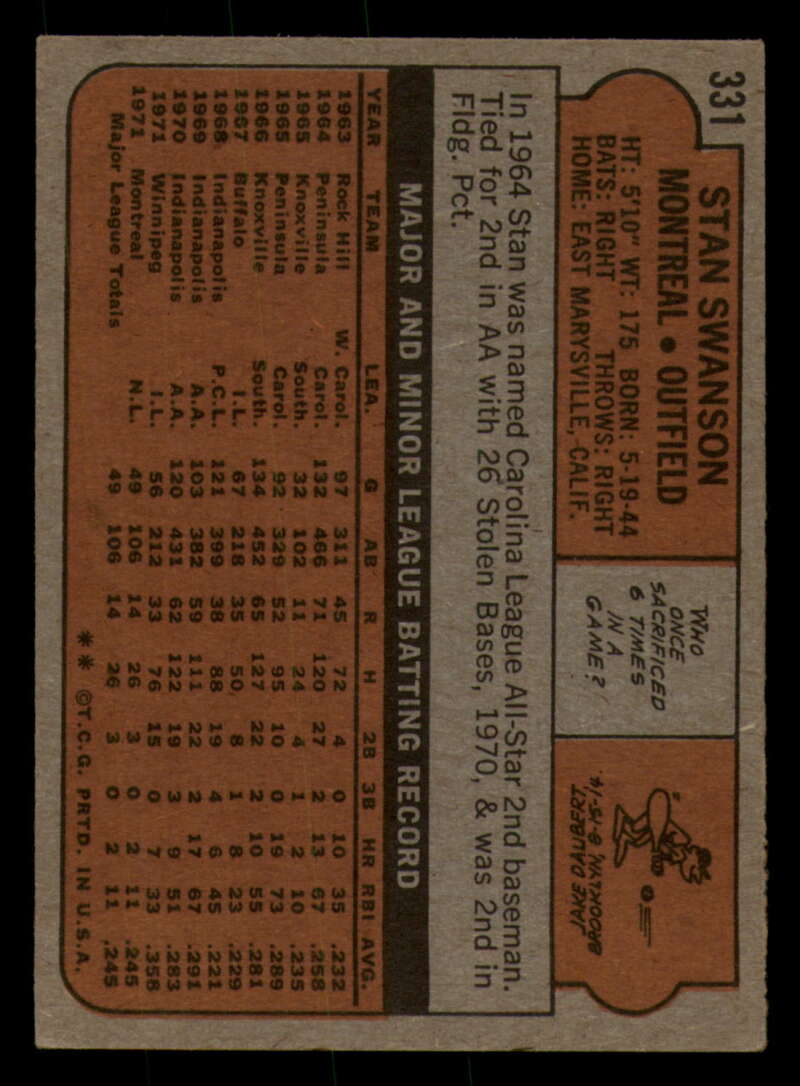 331
STAN SWANSON
MONTREAL • OUTFIELD
HT: 5'10" WT: 175 BORN: 5-19-44
BATS: RIGHT THROWS: RIGHT
HOME: EAST MARYSVILLE, CALIF.
WHO
ONCE
SACRIFICED
6 TIMES
IN A
GAME?
JAKE DAUBERT,
BROOKLYN 8-15-14.
In 1964 Stan was named Carolina League All-Star 2nd baseman.
Tied for 2nd in AA with 26 Stolen Bases, 1970, & was 2nd in
Fldg. Pct.
MAJOR AND MINOR LEAGUE BATTING RECORD
YEAR TEAM LEA. G AB R H 2B 3B HR RBI AVG.
1963 Rock Hill W. Carol. 97 311 45 72 4 0 10 35 .232
1964 Peninsula Carol. 132 466 71 120 27 2 13 67 .258
1965 Knoxville South. 32 102 11 24 4 1 2 10 .235
1965 Peninsula Carol. 92 329 52 95 10 0 19 73 .289
1966 Knoxville South. 134 452 65 127 22 2 10 55 .281
1967 Buffalo I.L. 67 218 35 50 8 1 8 23 .229
1968 Indianapolis P.C.L. 121 399 38 88 19 4 6 45 .221
1969 Indianapolis A.A. 103 382 59 111 22 2 17 67 .291
1970 Indianapolis A.A. 120 431 62 122 19 3 9 51 .283
1971 Winnipeg I.L. 56 212 33 76 15 0 7 33 .358
1971 Montreal N.L. 49 106 14 26 3 0 2 11 .245
Major League Totals 49 106 14 26 3 0 2 11 .245
** ©T.C.G. PRTD. IN U.S.A.